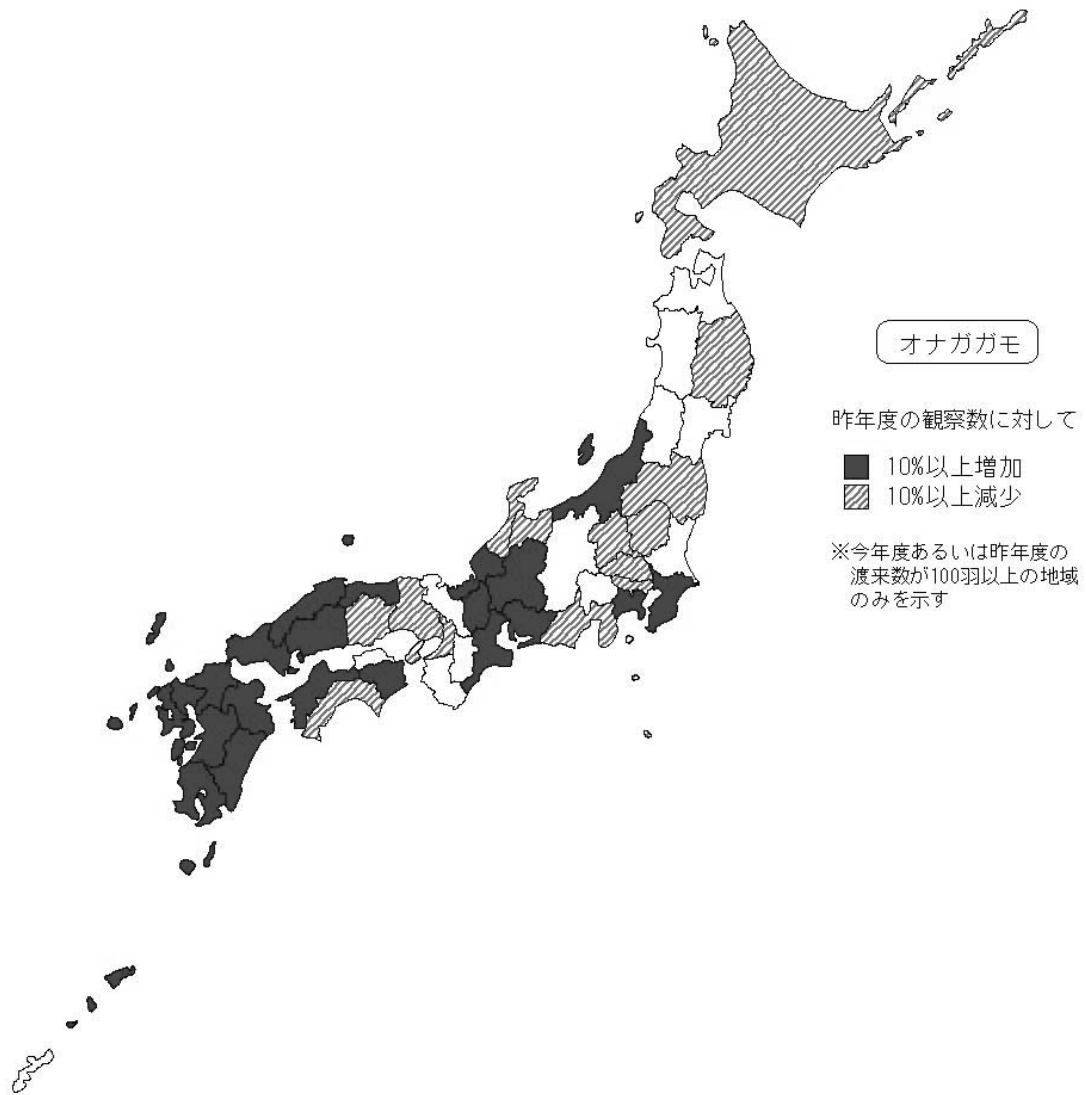 オナガガモ
昨年度の観察数に対して
10%以上増加
10%以上減少
※今年度あるいは昨年度の
渡来数が100羽以上の地域
のみを示す